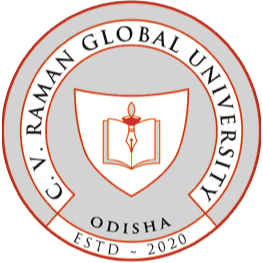 C. V. RAMAN GLOBAL UNIVERSITY
ODISHA
ESTD ~ 2020